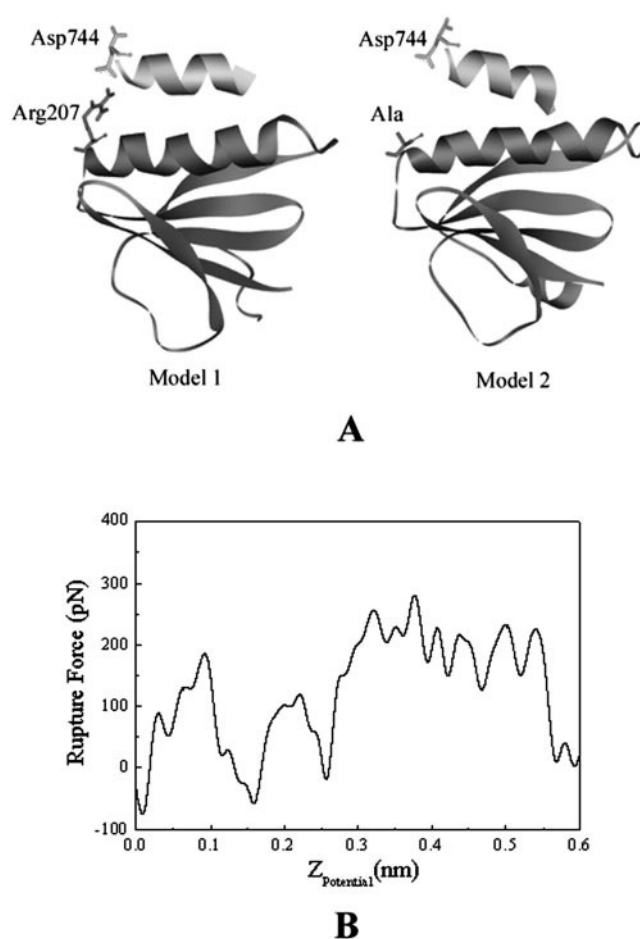 Asp744
Asp744
Arg207
Ala
Model 1
Model 2
A
400
300
200
100
0
-100
Rupture Force (pN)
0.0 0.1 0.2 0.3 0.4 0.5 0.6
Z_Potential(nm)
B